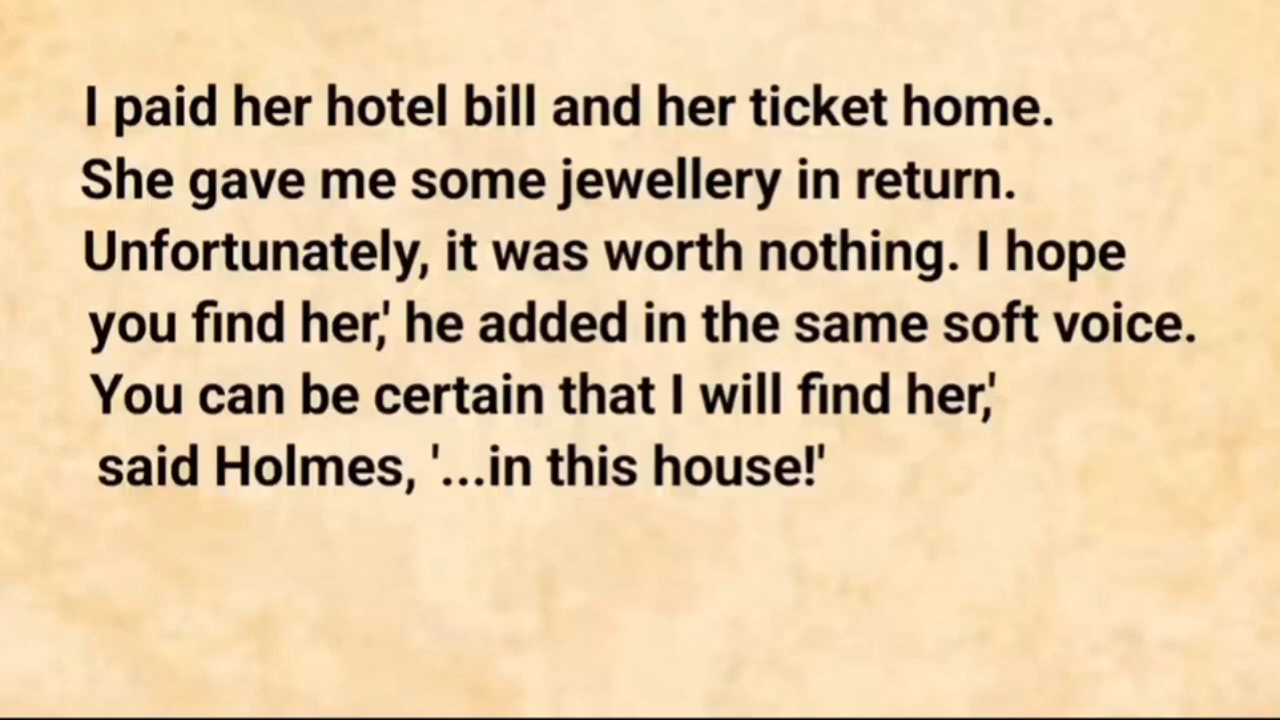 I paid her hotel bill and her ticket home.
She gave me some jewellery in return.
Unfortunately, it was worth nothing. I hope
you find her,' he added in the same soft voice.
You can be certain that I will find her,'
said Holmes, '...in this house!'